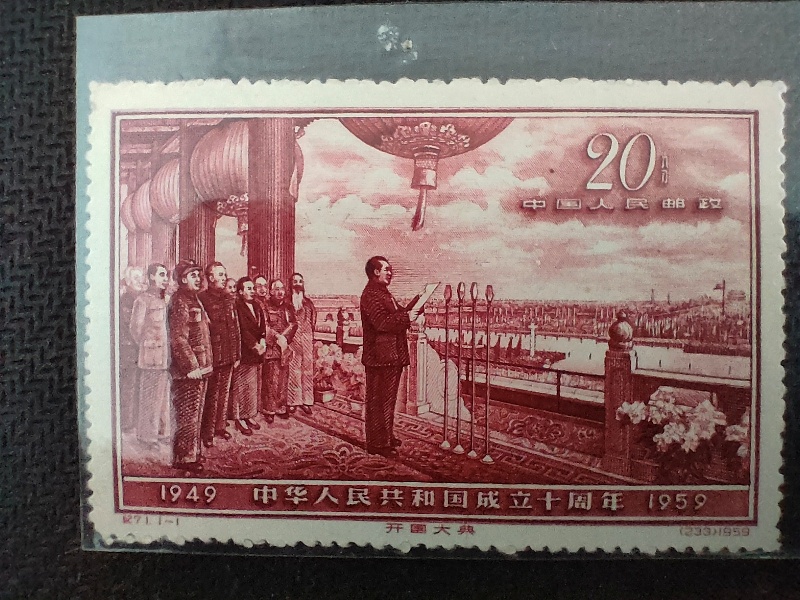 20分
中国人民邮政
1949 中华人民共和国成立十周年 1959
纪71.1-1 开国大典 (233)1959